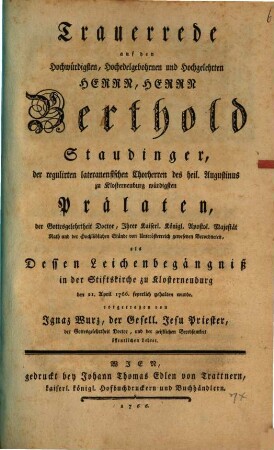 Trauerrede
auf den
Hochwürdigsten, Hochedelgebohrnen und Hochgelehrten
HERRN, HERRN
Berthold
Staudinger,
der regulirten lateranensischen Chorherren des heil. Augustinus
zu Klosterneuburg würdigsten
Prälaten,
der Gottesgelehrtheit Doctor, Ihrer Kaiserl. Königl. Apostol. Majestät
Rath und der Hochlöblichen Stände von Unterösterreich gewesenen Verordneten,
als
Dessen Leichenbegängniß
in der Stiftskirche zu Klosterneuburg
den 21. April 1766. feyerlich gehalten wurde.
vorgetragen von
Ignaz Wurz, der Gesell. Jesu Priester,
der Gottesgelehrtheit Doctor, und der geistlichen Beredsamkeit
öffentlichen Lehrer.
WIEN,
gedruckt bey Johann Thomas Edlen von Trattnern,
kaiserl. königl. Hofbuchdruckern und Buchhändlern.
1766.